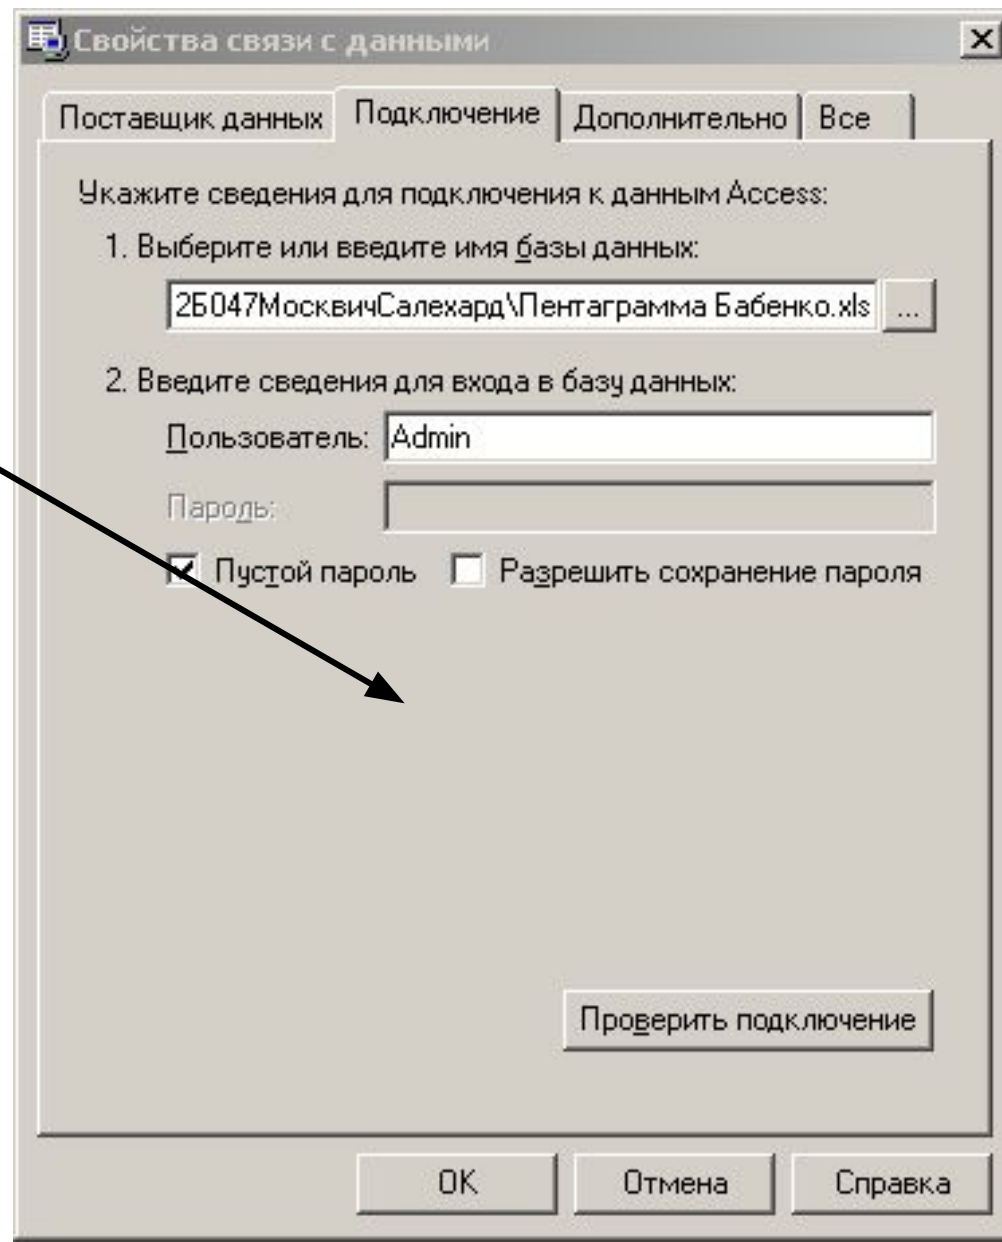 Свойства связи с данными
Поставщик данных Подключение Дополнительно Все
Укажите сведения для подключения к данным Access:
1. Выберите или введите имя базы данных:
2Б047МосквичСалехард\Пентаграмма Бабенко.xls ...
2. Введите сведения для входа в базу данных:
Пользователь: Admin
Пароль:
Пустой пароль Разрешить сохранение пароля
Проверить подключение
ОК Отмена Справка